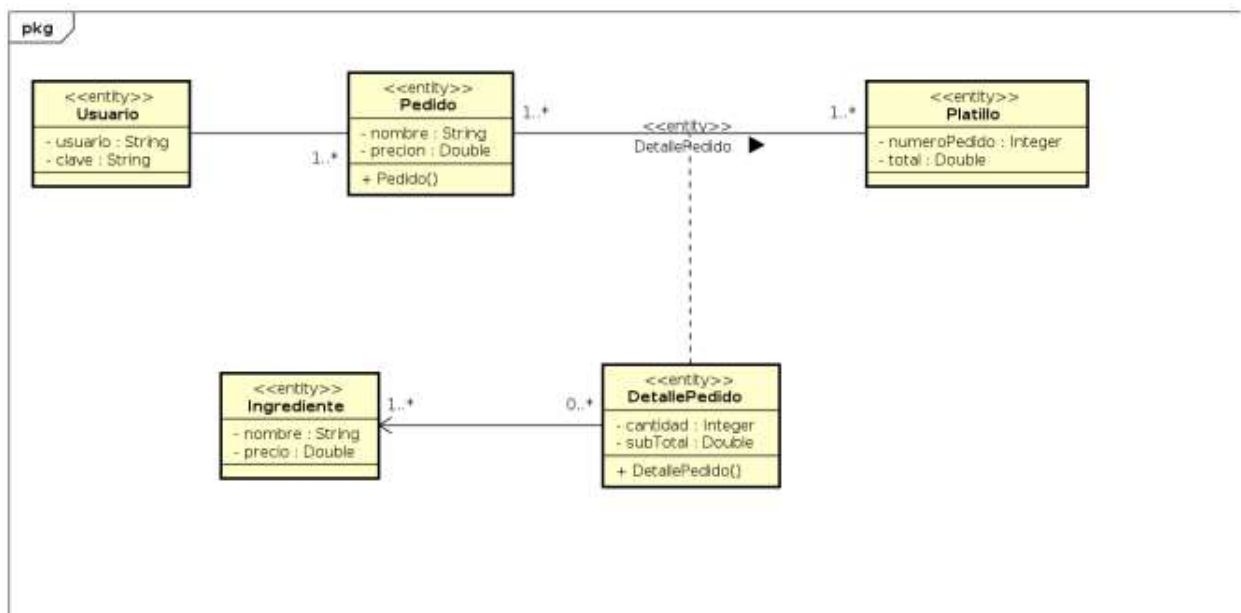 pkg
<<entity>>
Usuario
- usuario : String
- clave : String
1..*
<<entity>>
Pedido
- nombre : String
- precion : Double
+ Pedido()
1..*
<<entity>>
DetallePedido
1..*
<<entity>>
Platillo
- numeroPedido : Integer
- total : Double
<<entity>>
Ingrediente
- nombre : String
- precio : Double
1..*
0..*
<<entity>>
DetallePedido
- cantidad : Integer
- subTotal : Double
+ DetallePedido()